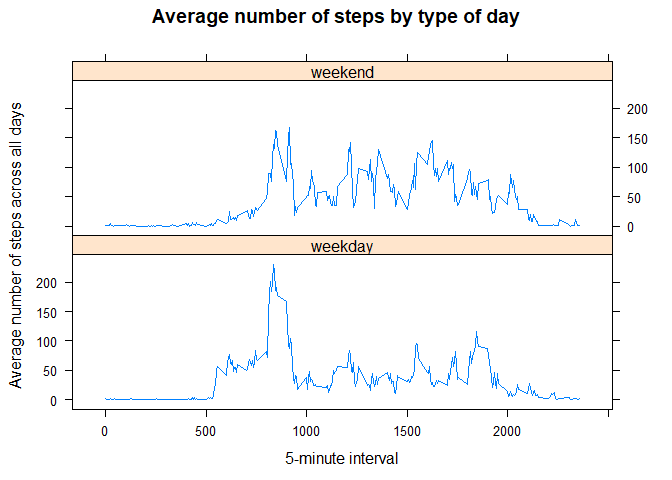 Average number of steps by type of day
weekend
200
150
100
50
0
weekday
200
150
100
50
0
0 500 1000 1500 2000
5-minute interval
Average number of steps across all days